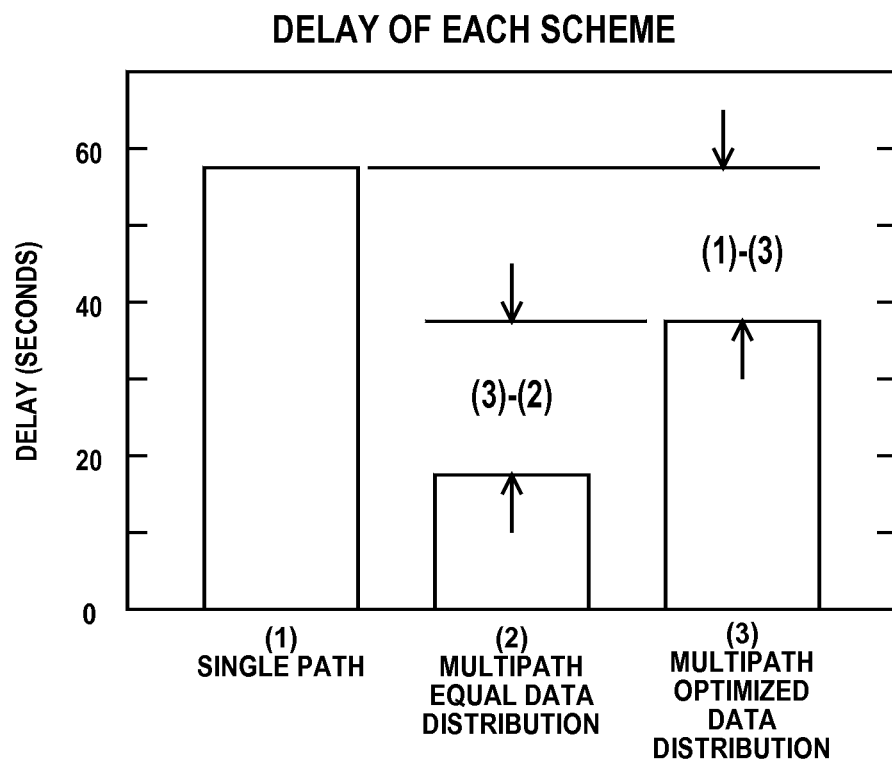 DELAY OF EACH SCHEME
60
40
20
0
DELAY (SECONDS)
(1)-(3)
(3)-(2)
(1)
SINGLE PATH
(2)
MULTIPATH
EQUAL DATA
DISTRIBUTION
(3)
MULTIPATH
OPTIMIZED
DATA
DISTRIBUTION